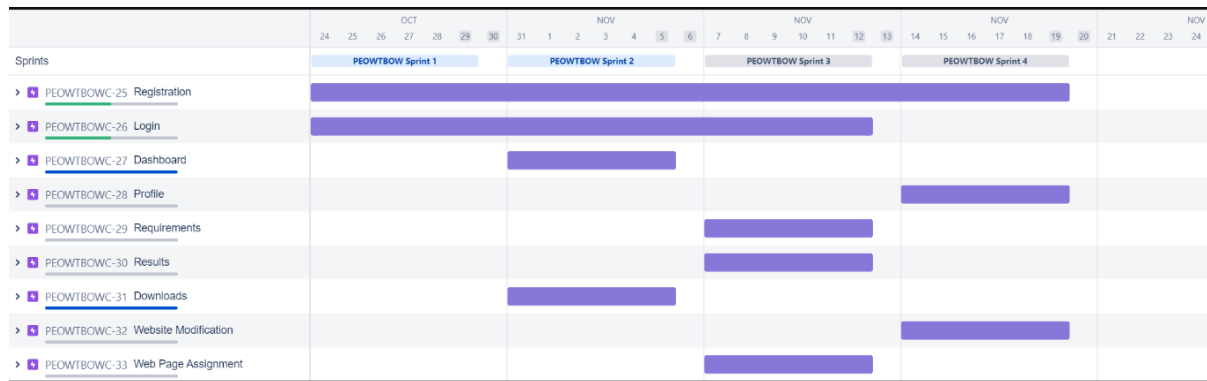 OCT NOV NOV NOV NOV
24 25 26 27 28 29 30 31 1 2 3 4 5 6 7 8 9 10 11 12 13 14 15 16 17 18 19 20 21 22 23 24
Sprints PEOWTBOW Sprint 1 PEOWTBOW Sprint 2 PEOWTBOW Sprint 3 PEOWTBOW Sprint 4
PEOWTBOWC-25 Registration
PEOWTBOWC-26 Login
PEOWTBOWC-27 Dashboard
PEOWTBOWC-28 Profile
PEOWTBOWC-29 Requirements
PEOWTBOWC-30 Results
PEOWTBOWC-31 Downloads
PEOWTBOWC-32 Website Modification
PEOWTBOWC-33 Web Page Assignment